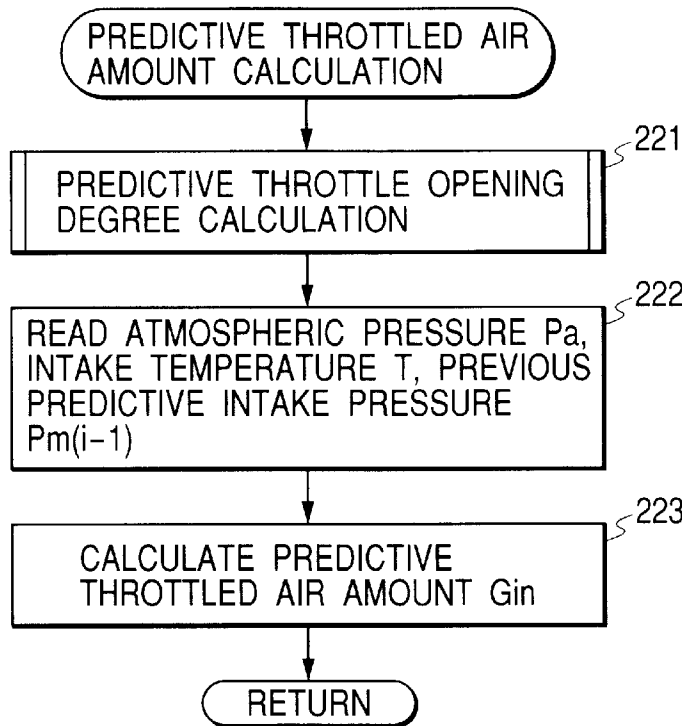 PREDICTIVE THROTTLED AIR
AMOUNT CALCULATION
221
PREDICTIVE THROTTLE OPENING
DEGREE CALCULATION
222
READ ATMOSPHERIC PRESSURE Pa,
INTAKE TEMPERATURE T, PREVIOUS
PREDICTIVE INTAKE PRESSURE
Pm(i-1)
223
CALCULATE PREDICTIVE
THROTTLED AIR AMOUNT Gin
RETURN